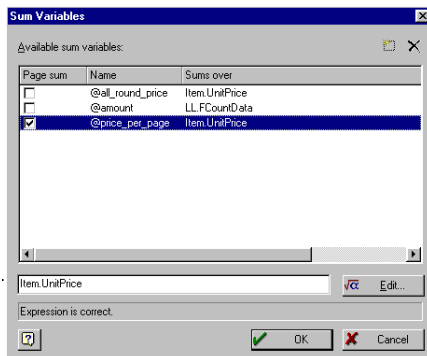 Sum Variables
Available sum variables:
Page sum Name Sums over
@all_round_price Item.UnitPrice
@amount LL.FCountData
@price_per_page Item.UnitPrice
Item.UnitPrice
√α Edit...
Expression is correct.
? OK Cancel